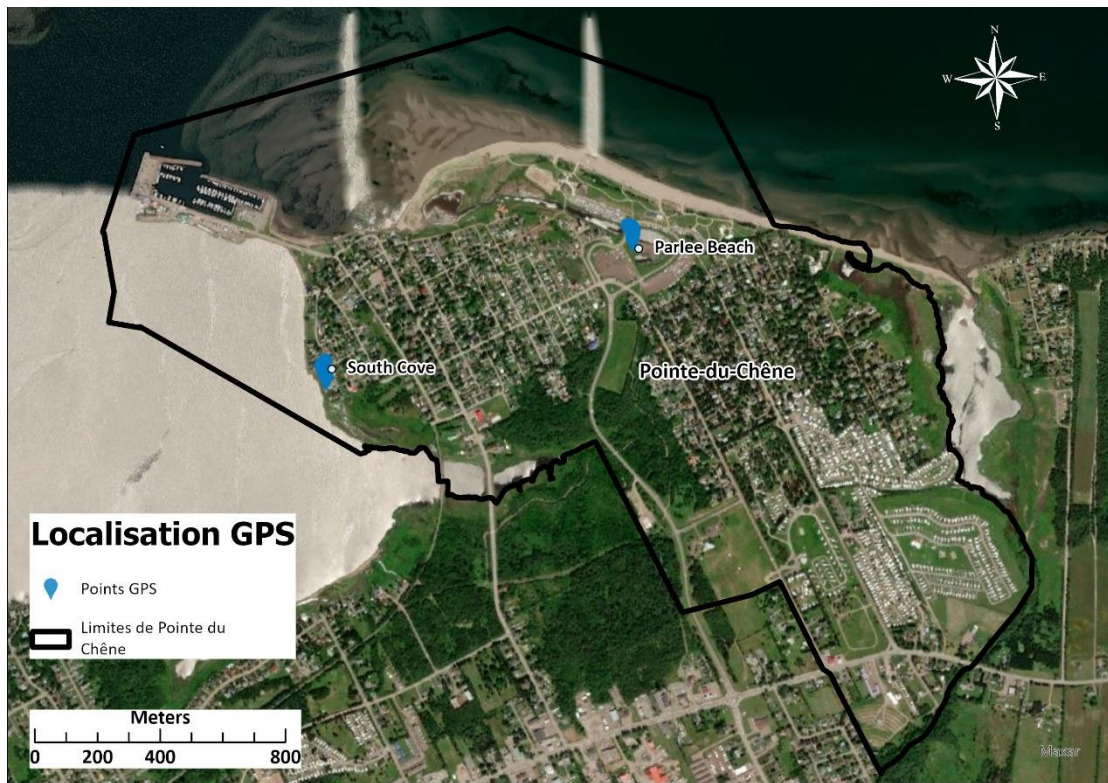 N
W E
S
Parlee Beach
South Cove
Pointe-du-Chêne
Localisation GPS
Points GPS
Limites de Pointe du
Chêne
Meters
0 200 400 800
Maxar